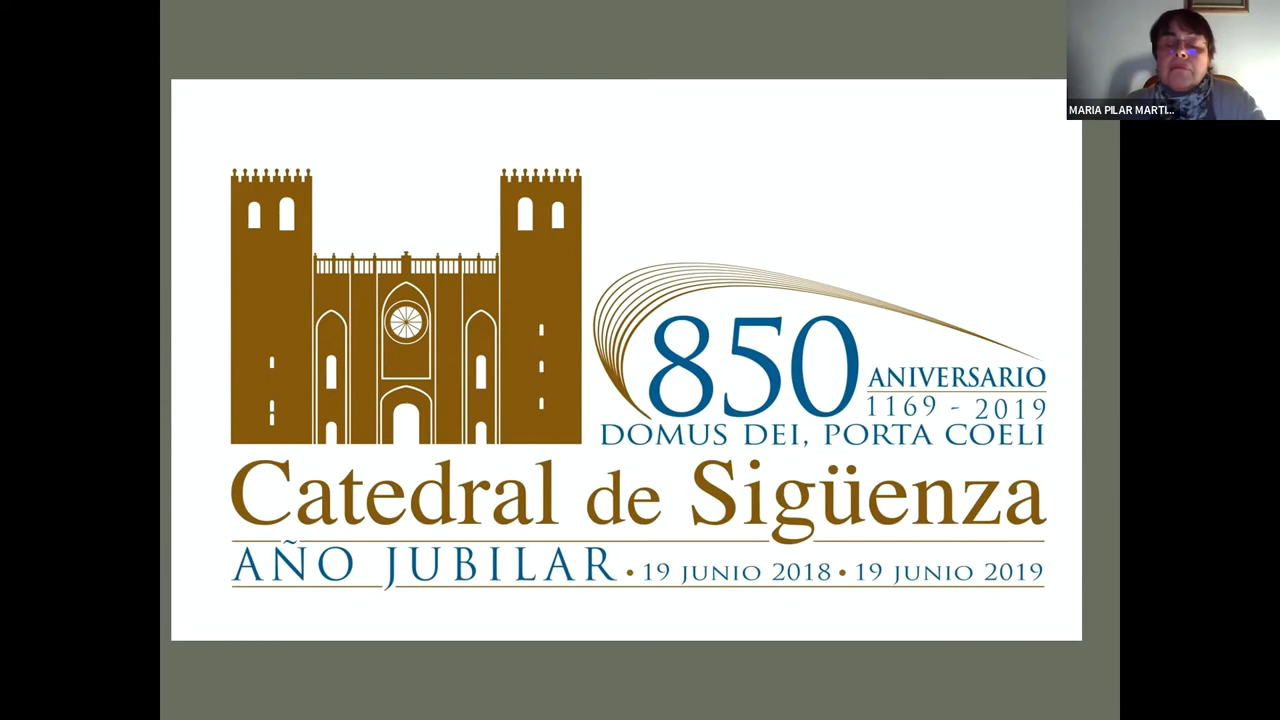 MARIA PILAR MARTI...
850
ANIVERSARIO
1169 - 2019
DOMUS DEI, PORTA COELI
Catedral de Sigüenza
AÑO JUBILAR • 19 JUNIO 2018 • 19 JUNIO 2019